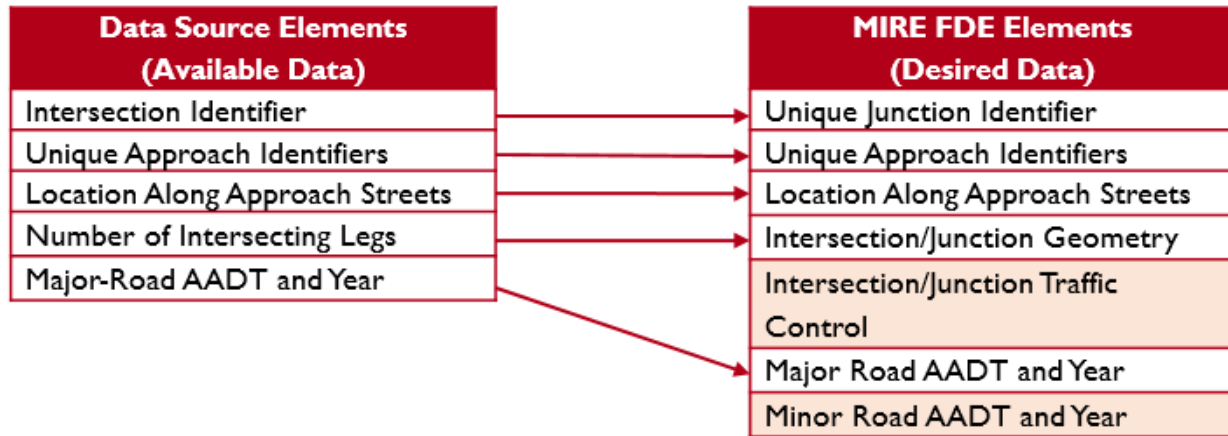 Data Source Elements
(Available Data)
Intersection Identifier
Unique Approach Identifiers
Location Along Approach Streets
Number of Intersecting Legs
Major-Road AADT and Year
MIRE FDE Elements
(Desired Data)
Unique Junction Identifier
Unique Approach Identifiers
Location Along Approach Streets
Intersection/Junction Geometry
Intersection/Junction Traffic
Control
Major Road AADT and Year
Minor Road AADT and Year